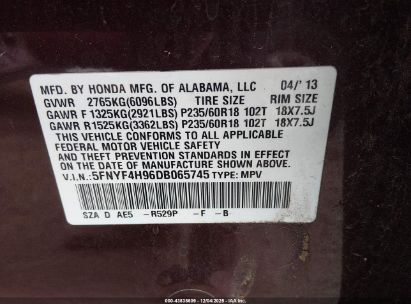 MFD. BY HONDA MFG. OF ALABAMA, LLC 04/'13
GVWR 2765KG(6096LBS) TIRE SIZE RIM SIZE
GAWR F 1325KG(2921LBS) P235/60R18 102T 18X7.5J
GAWR R1525KG(3362LBS) P235/60R18 102T 18X7.5J
THIS VEHICLE CONFORMS TO ALL APPLICABLE
FEDERAL MOTOR VEHICLE SAFETY
AND THEFT PREVENTION STANDARDS IN EFFECT
ON THE DATE OF MANUFACTURE SHOWN ABOVE.
V.I.N.:5FNYF4H96DB065745 TYPE: MPV
SZA D AE5 -R529P -F -B